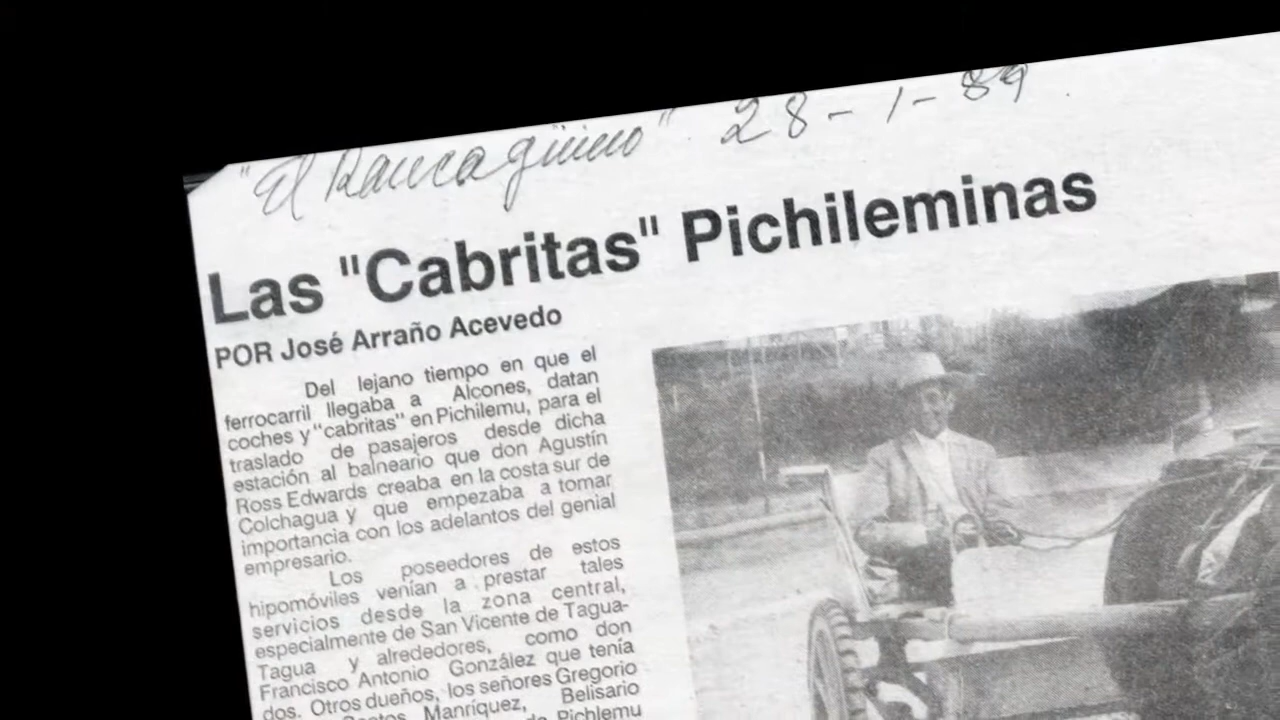 "El Rancagüino" 28-1-89.
Las "Cabritas" Pichileminas
POR José Arraño Acevedo
Del lejano tiempo en que el
ferrocarril llegaba a Alcones, datan
coches y "cabritas" en Pichilemu, para el
traslado de pasajeros desde dicha
estación al balneario que don Agustín
Ross Edwards creaba en la costa sur de
Colchagua y que empezaba a tomar
importancia con los adelantos del genial
empresario.
Los poseedores de estos
hipomóviles venían a prestar tales
servicios desde la zona central,
especialmente de San Vicente de Tagua-
Tagua y alrededores, como don
Francisco Antonio González que tenía
dos. Otros dueños, los señores Gregorio
Manríquez, Belisario
Pichlemu